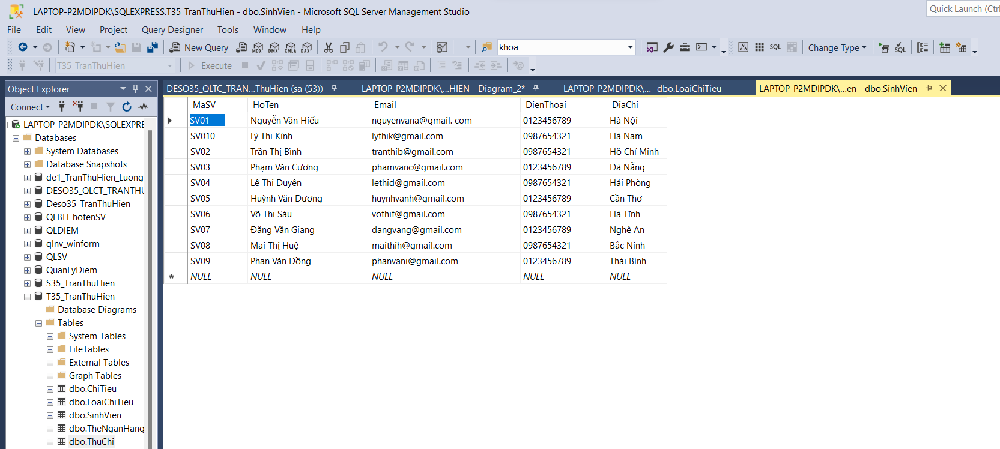 LAPTOP-P2MDIPDK\SQLEXPRESS.T35_TranThuHien - dbo.SinhVien - Microsoft SQL Server Management Studio
Quick Launch (Ctrl
File Edit View Project Query Designer Tools Window Help
New Query MDX DMX XMLA DAX khoa SQL Change Type SQL
T35_TranThuHien Execute
Object Explorer
DESO35_QLTC_TRAN...ThuHien (sa (53)) LAPTOP-P2MDIPDK\...HIEN - Diagram_2* LAPTOP-P2MDIPDK\...- dbo.LoaiChiTieu LAPTOP-P2MDIPDK\...en - dbo.SinhVien
Connect
LAPTOP-P2MDIPDK\SQLEXPRE
Databases
System Databases
Database Snapshots
de1_TranThuHien_Luong
DESO35_QLCT_TRANTHU
Deso35_TranThuHien
QLBH_hotenSV
QLDIEM
qlnv_winform
QLSV
QuanLyDiem
S35_TranThuHien
T35_TranThuHien
Database Diagrams
Tables
System Tables
FileTables
External Tables
Graph Tables
dbo.ChiTieu
dbo.LoaiChiTieu
dbo.SinhVien
dbo.TheNganHang
dbo.ThuChi
MaSV HoTen Email DienThoai DiaChi
SV01 Nguyễn Văn Hiếu nguyenvana@gmail. com 0123456789 Hà Nội
SV010 Lý Thị Kính lythik@gmail.com 0987654321 Hà Nam
SV02 Trần Thị Bình tranthib@gmail.com 0987654321 Hồ Chí Minh
SV03 Phạm Văn Cương phamvanc@gmail.com 0123456789 Đà Nẵng
SV04 Lê Thị Duyên lethid@gmail.com 0987654321 Hải Phòng
SV05 Huỳnh Văn Dương huynhvanh@gmail.com 0123456789 Cần Thơ
SV06 Võ Thị Sáu vothif@gmail.com 0987654321 Hà Tĩnh
SV07 Đặng Văn Giang dangvang@gmail.com 0123456789 Nghệ An
SV08 Mai Thị Huệ maithih@gmail.com 0987654321 Bắc Ninh
SV09 Phan Văn Đồng phanvani@gmail.com 0123456789 Thái Bình
NULL NULL NULL NULL NULL